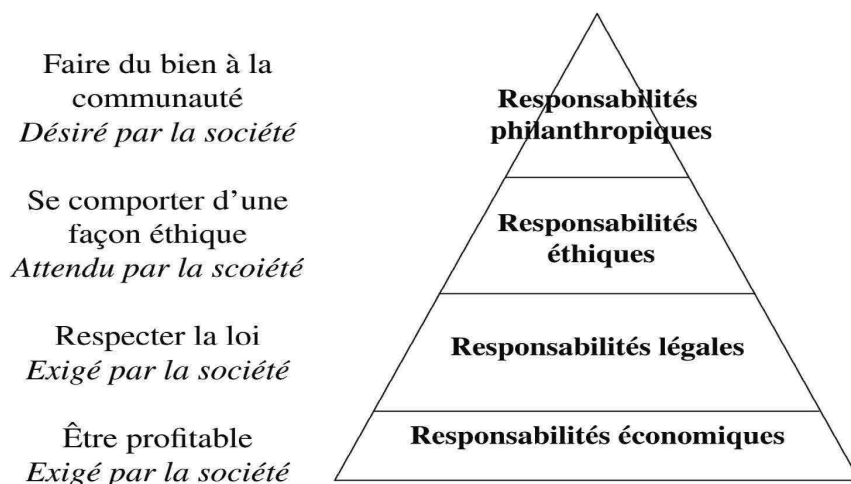 Faire du bien à la
communauté
Désiré par la société
Responsabilités
philanthropiques
Se comporter d’une
façon éthique
Attendu par la scoiété
Responsabilités
éthiques
Respecter la loi
Exigé par la société
Responsabilités légales
Être profitable
Exigé par la société
Responsabilités économiques